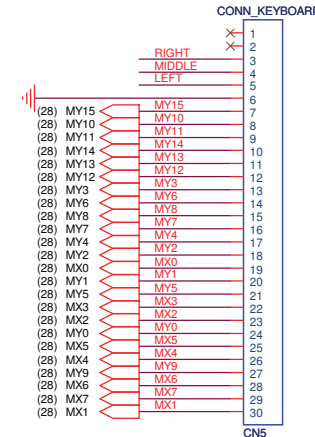 CONN_KEYBOARD
1
2
RIGHT 3
MIDDLE 4
LEFT 5
6
(28) MY15 MY15 7
(28) MY10 MY10 8
(28) MY11 MY11 9
(28) MY14 MY14 10
(28) MY13 MY13 11
(28) MY12 MY12 12
(28) MY3 MY3 13
(28) MY6 MY6 14
(28) MY8 MY8 15
(28) MY7 MY7 16
(28) MY4 MY4 17
(28) MY2 MY2 18
(28) MX0 MX0 19
(28) MY1 MY1 20
(28) MY5 MY5 21
(28) MX3 MX3 22
(28) MX2 MX2 23
(28) MY0 MY0 24
(28) MX5 MX5 25
(28) MX4 MX4 26
(28) MY9 MY9 27
(28) MX6 MX6 28
(28) MX7 MX7 29
(28) MX1 MX1 30
CN5